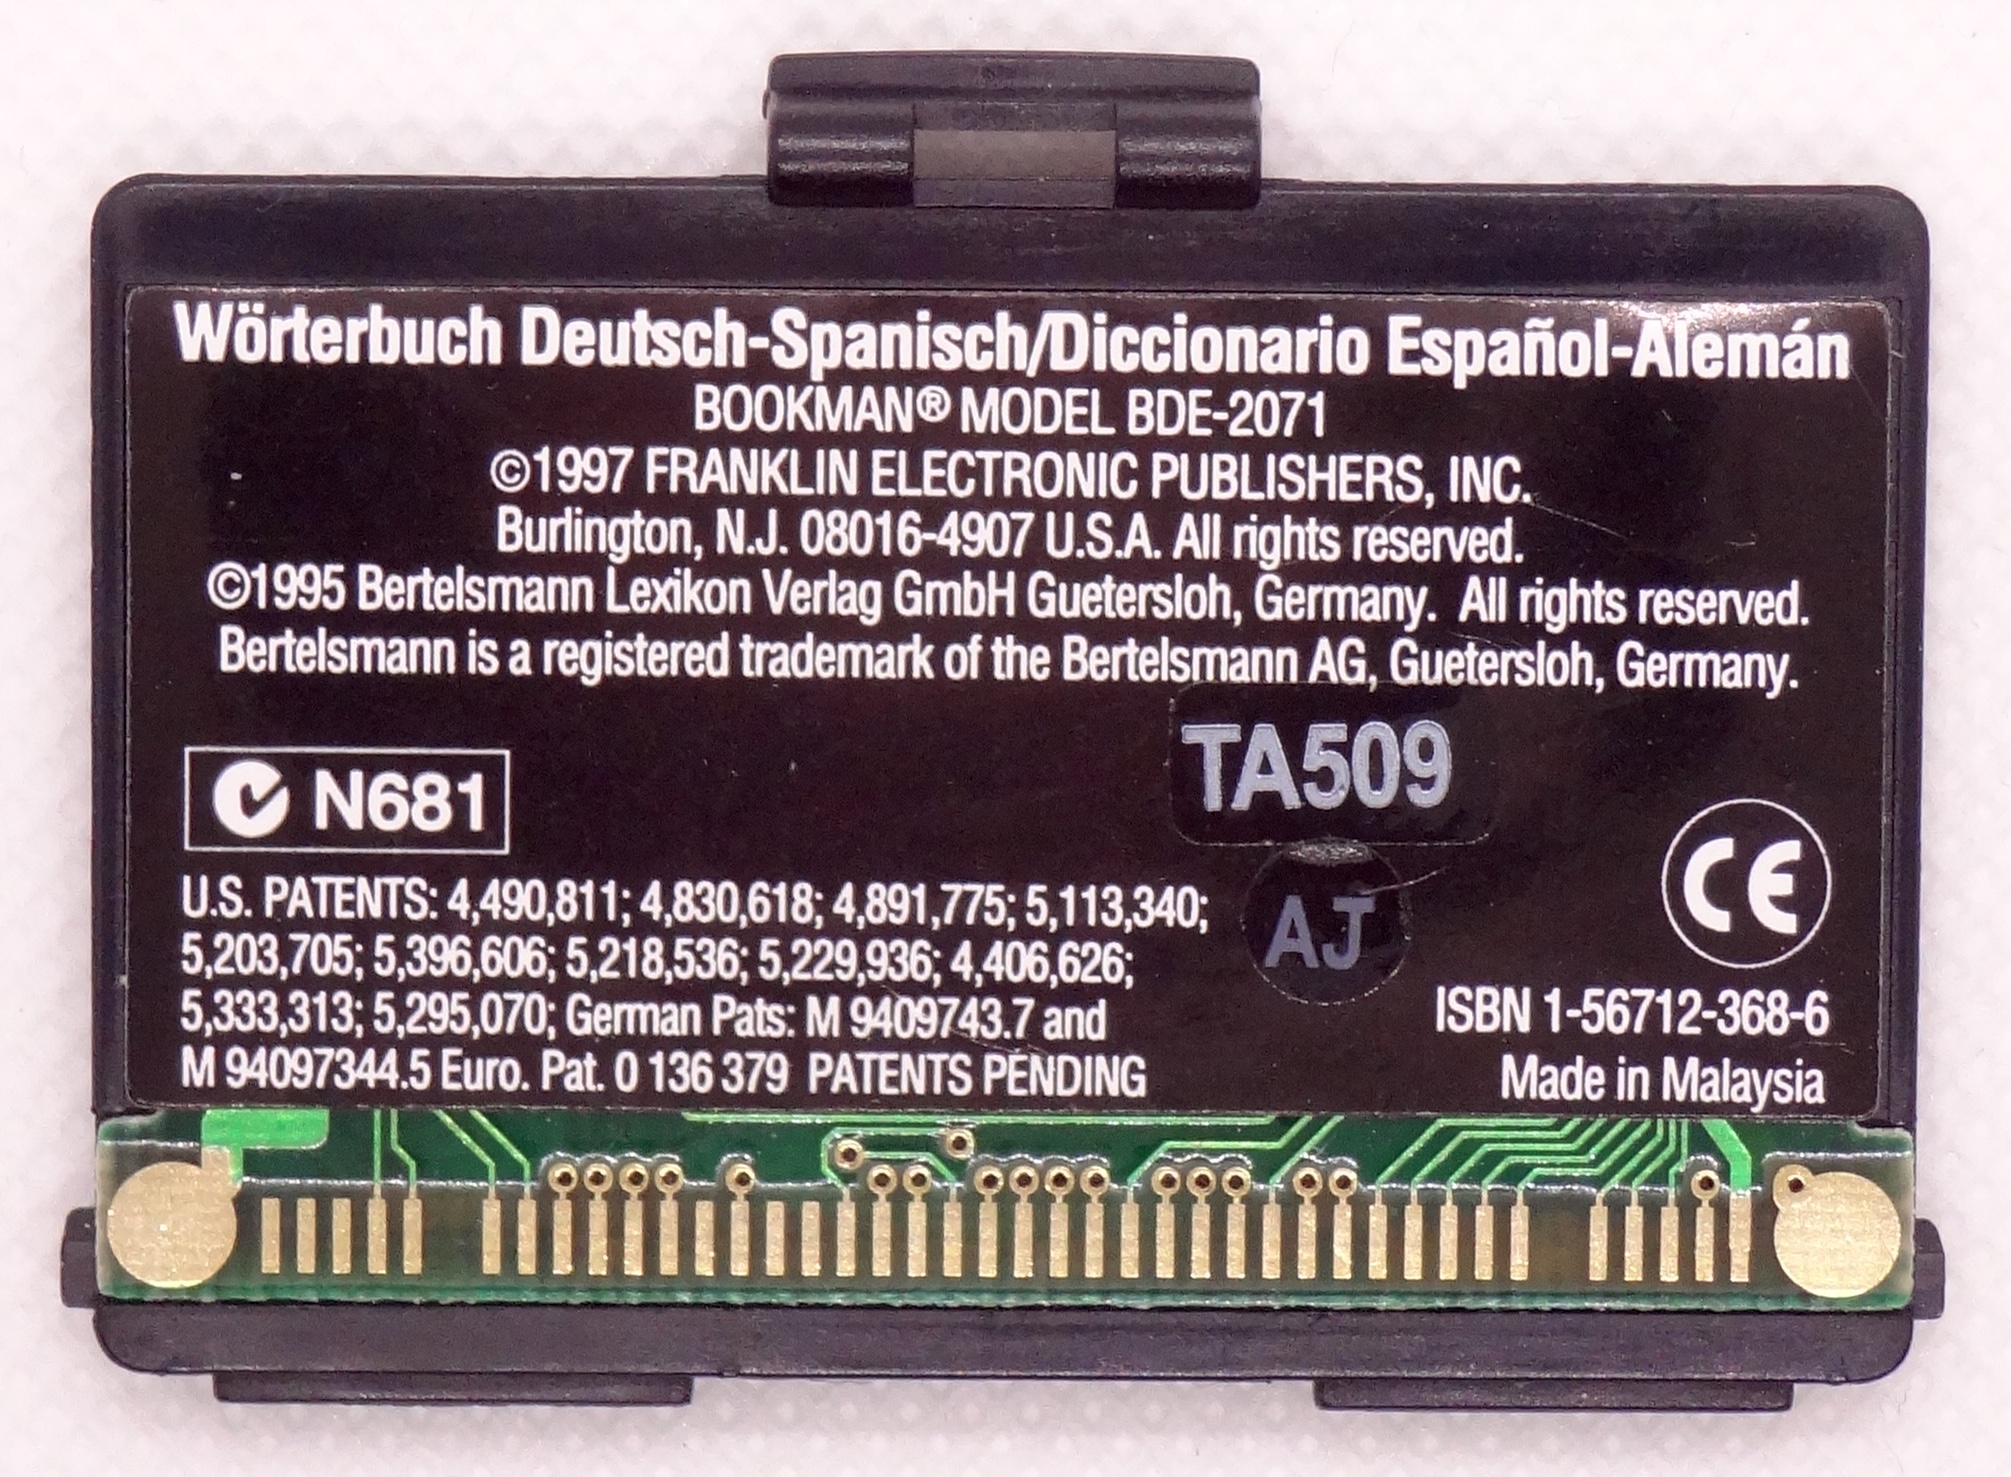 Wörterbuch Deutsch-Spanisch/Diccionario Español-Alemán
BOOKMAN® MODEL BDE-2071
©1997 FRANKLIN ELECTRONIC PUBLISHERS, INC.
Burlington, N.J. 08016-4907 U.S.A. All rights reserved.
©1995 Bertelsmann Lexikon Verlag GmbH Guetersloh, Germany. All rights reserved.
Bertelsmann is a registered trademark of the Bertelsmann AG, Guetersloh, Germany.
TA509
N681
AJ
CE
U.S. PATENTS: 4,490,811; 4,830,618; 4,891,775; 5,113,340;
5,203,705; 5,396,606; 5,218,536; 5,229,936; 4,406,626;
5,333,313; 5,295,070; German Pats: M 9409743.7 and
M 94097344.5 Euro. Pat. 0 136 379 PATENTS PENDING
ISBN 1-56712-368-6
Made in Malaysia